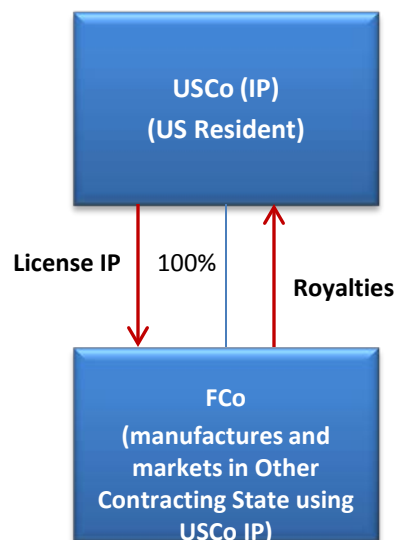 USCo (IP)
(US Resident)
License IP
100%
Royalties
FCo
(manufactures and
markets in Other
Contracting State using
USCo IP)